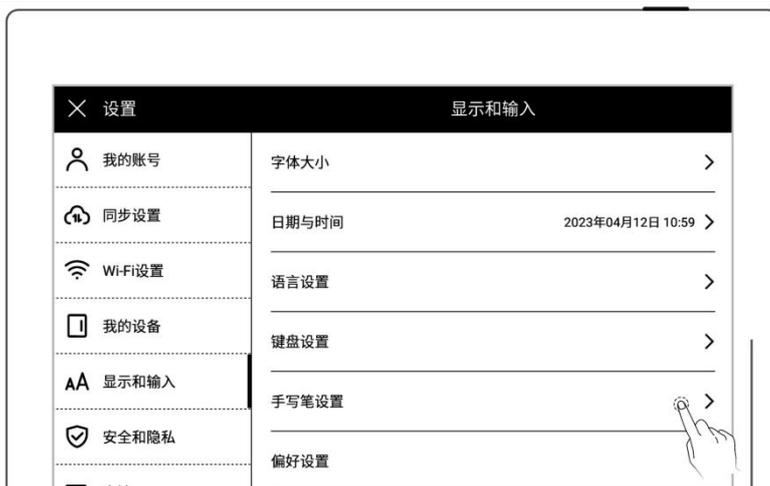 设置
显示和输入
我的账号
同步设置
Wi-Fi设置
我的设备
显示和输入
安全和隐私
字体大小
日期与时间 2023年04月12日 10:59
语言设置
键盘设置
手写笔设置
偏好设置